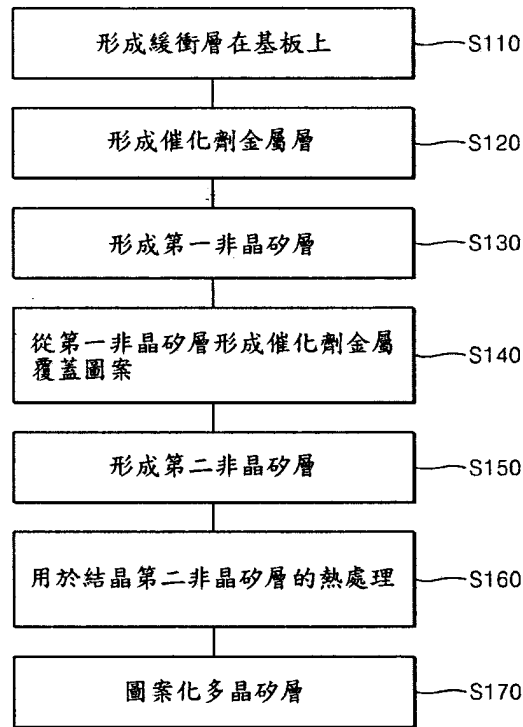 形成緩衝層在基板上
S110
形成催化劑金屬層
S120
形成第一非晶矽層
S130
從第一非晶矽層形成催化劑金屬
覆蓋圖案
S140
形成第二非晶矽層
S150
用於結晶第二非晶矽層的熱處理
S160
圖案化多晶矽層
S170